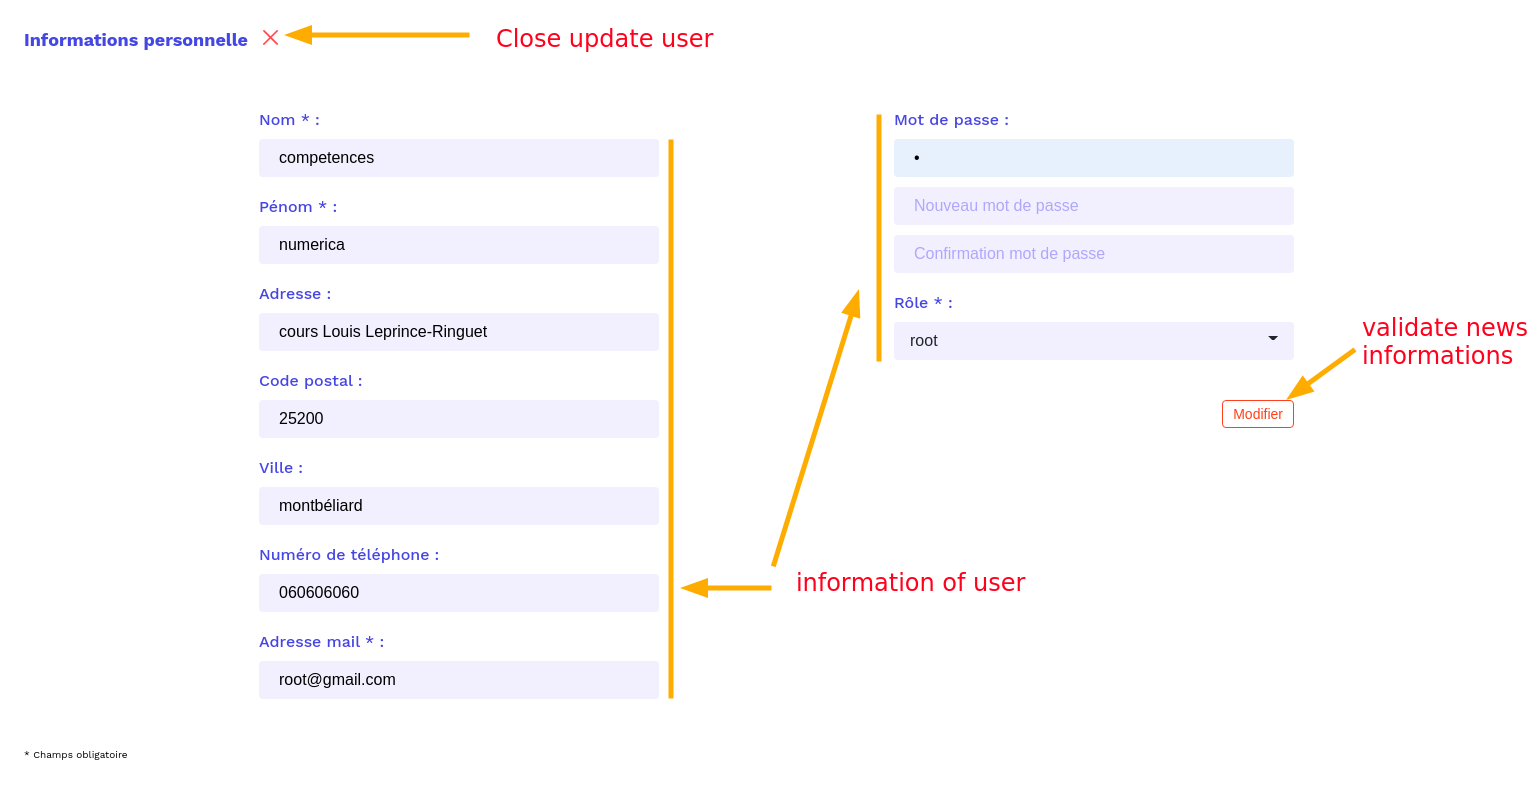 Informations personnelle
Close update user
Nom * :
competences
Pénom * :
numerica
Adresse :
cours Louis Leprince-Ringuet
Code postal :
25200
Ville :
montbéliard
Numéro de téléphone :
060606060
Adresse mail * :
root@gmail.com
Mot de passe :
•
Nouveau mot de passe
Confirmation mot de passe
Rôle * :
root
validate news
informations
Modifier
information of user
* Champs obligatoire